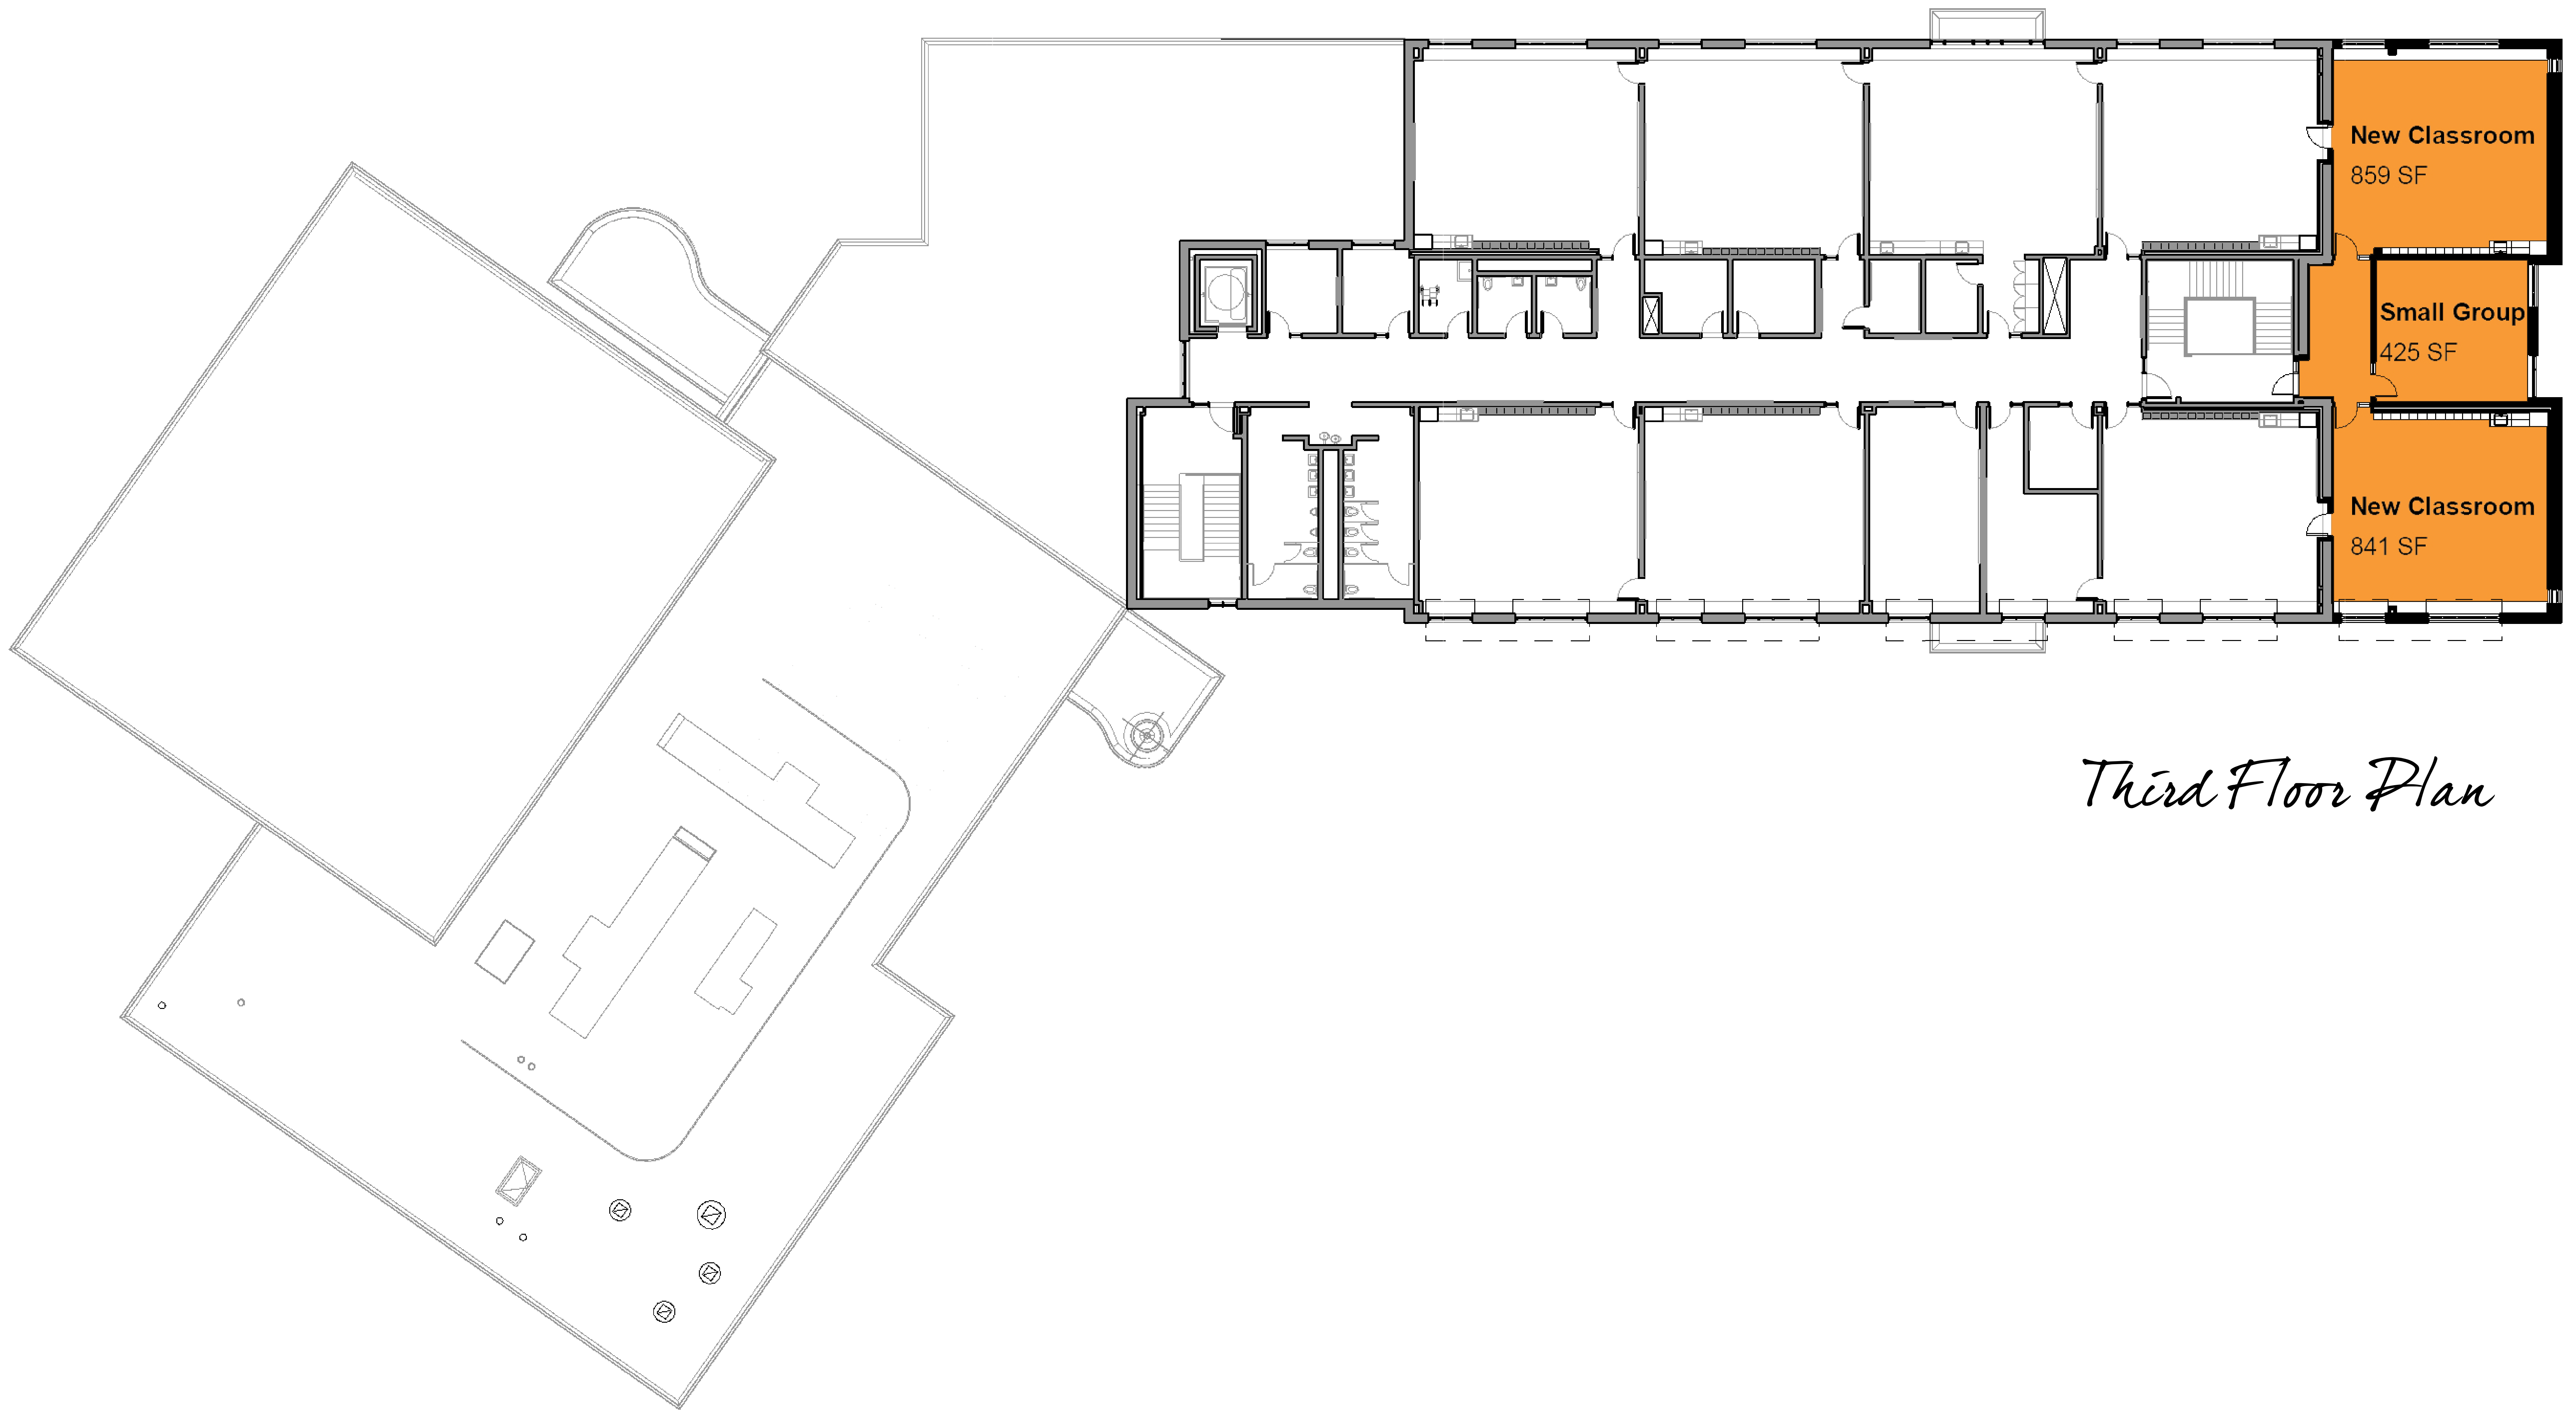 New Classroom
859 SF
Small Group
425 SF
New Classroom
841 SF
Third Floor Plan